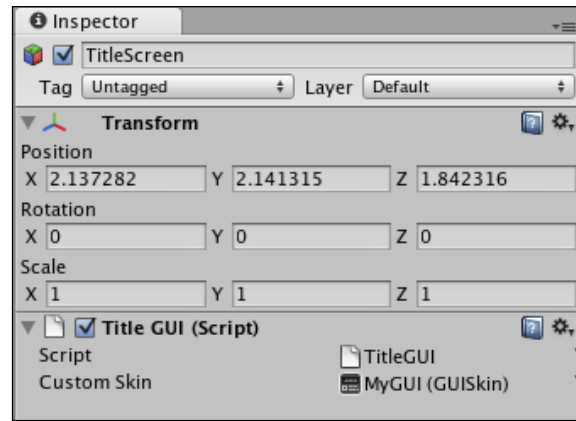 Inspector
TitleScreen
Tag Untagged Layer Default
Transform
Position
X 2.137282 Y 2.141315 Z 1.842316
Rotation
X 0 Y 0 Z 0
Scale
X 1 Y 1 Z 1
Title GUI (Script)
Script TitleGUI
Custom Skin MyGUI (GUISkin)